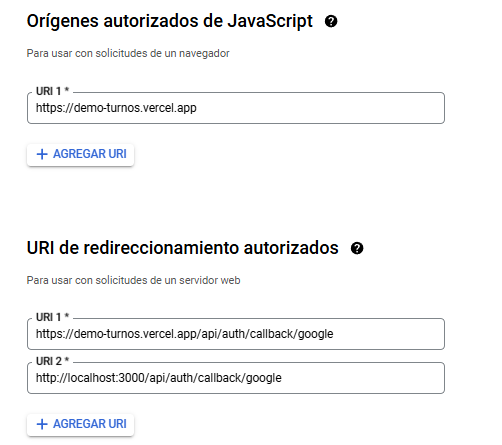 Orígenes autorizados de JavaScript
Para usar con solicitudes de un navegador
URI 1 *
https://demo-turnos.vercel.app
+ AGREGAR URI
URI de redireccionamiento autorizados
Para usar con solicitudes de un servidor web
URI 1 *
https://demo-turnos.vercel.app/api/auth/callback/google
URI 2 *
http://localhost:3000/api/auth/callback/google
+ AGREGAR URI